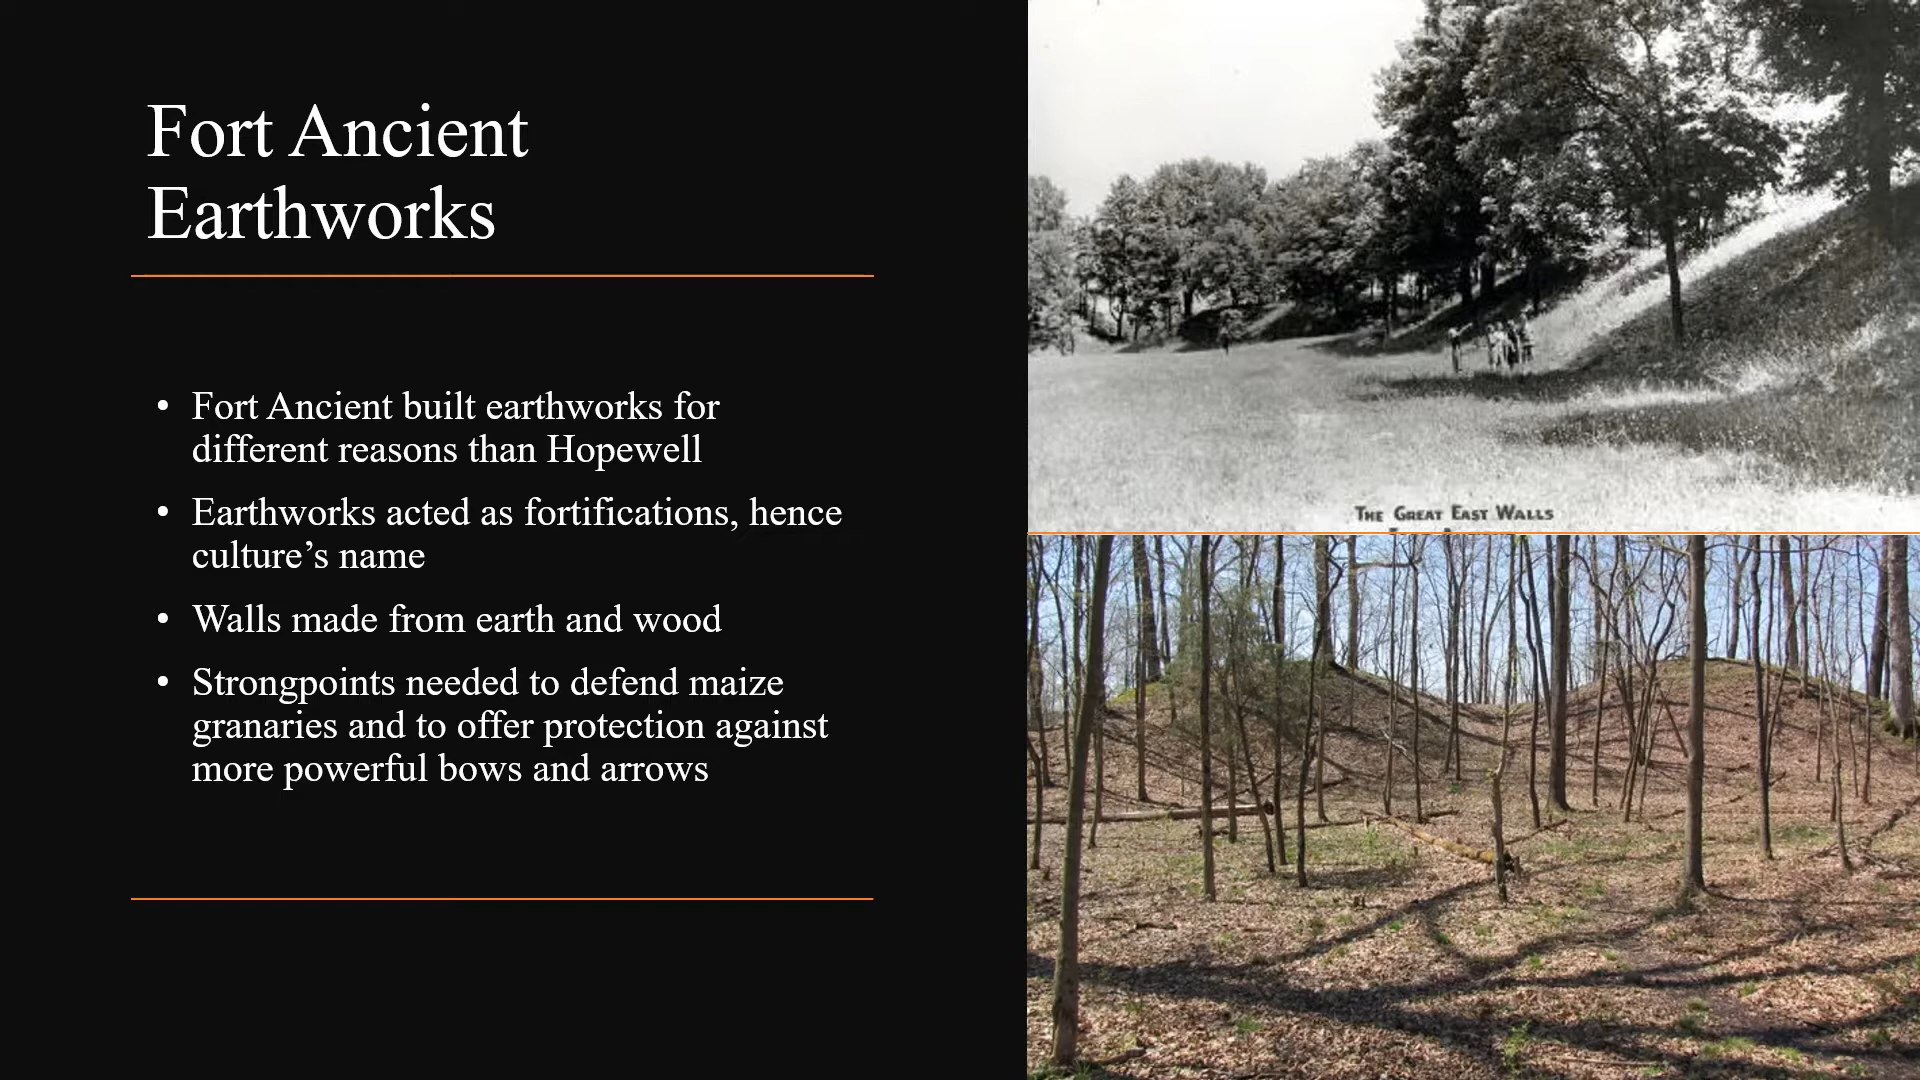 Fort Ancient
Earthworks
• Fort Ancient built earthworks for
different reasons than Hopewell
• Earthworks acted as fortifications, hence
culture’s name
• Walls made from earth and wood
• Strongpoints needed to defend maize
granaries and to offer protection against
more powerful bows and arrows
THE GREAT EAST WALLS